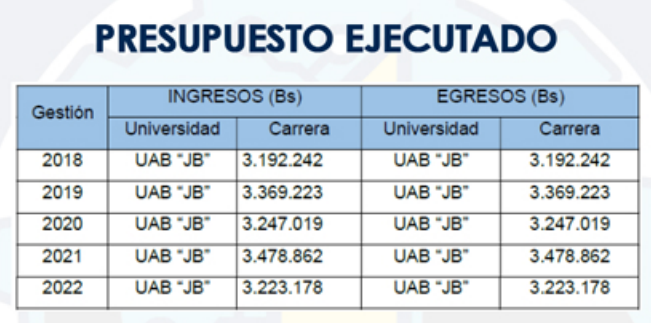 PRESUPUESTO EJECUTADO
Gestión INGRESOS (Bs) EGRESOS (Bs)
Universidad Carrera Universidad Carrera
2018 UAB "JB" 3.192.242 UAB "JB" 3.192.242
2019 UAB "JB" 3.369.223 UAB "JB" 3.369.223
2020 UAB "JB" 3.247.019 UAB "JB" 3.247.019
2021 UAB "JB" 3.478.862 UAB "JB" 3.478.862
2022 UAB "JB" 3.223.178 UAB "JB" 3.223.178